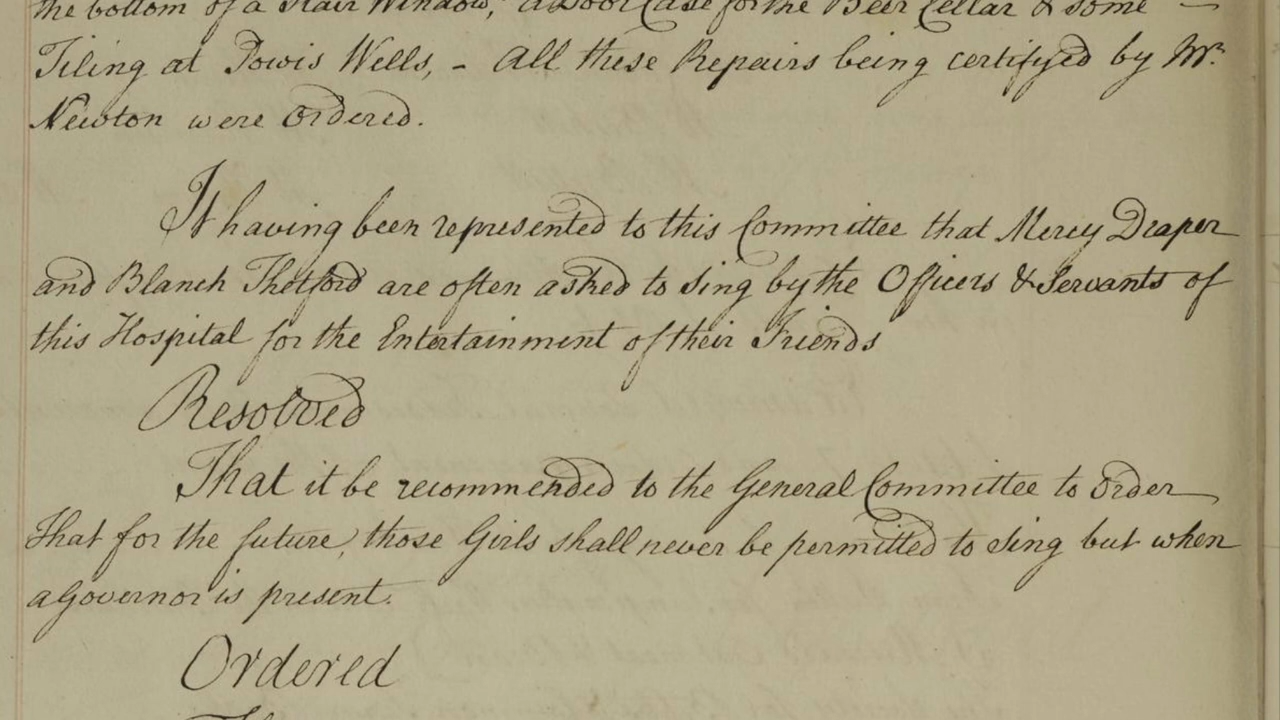 the bottom of a Stair Window, a Door Case for the Beer Cellar & some —
Tiling at Powis Wells, - All these Repairs being certifyed by Mr.
Newton were Ordered.
It having been represented to this Committee that Mercy Draper
and Blanch Thetford are often asked to sing by the Officers & Servants of
this Hospital for the Entertainment of their Friends
Resolved
That it be recommended to the General Committee to Order
that for the future, those Girls shall never be permitted to sing but when
a Governor is present.
Ordered